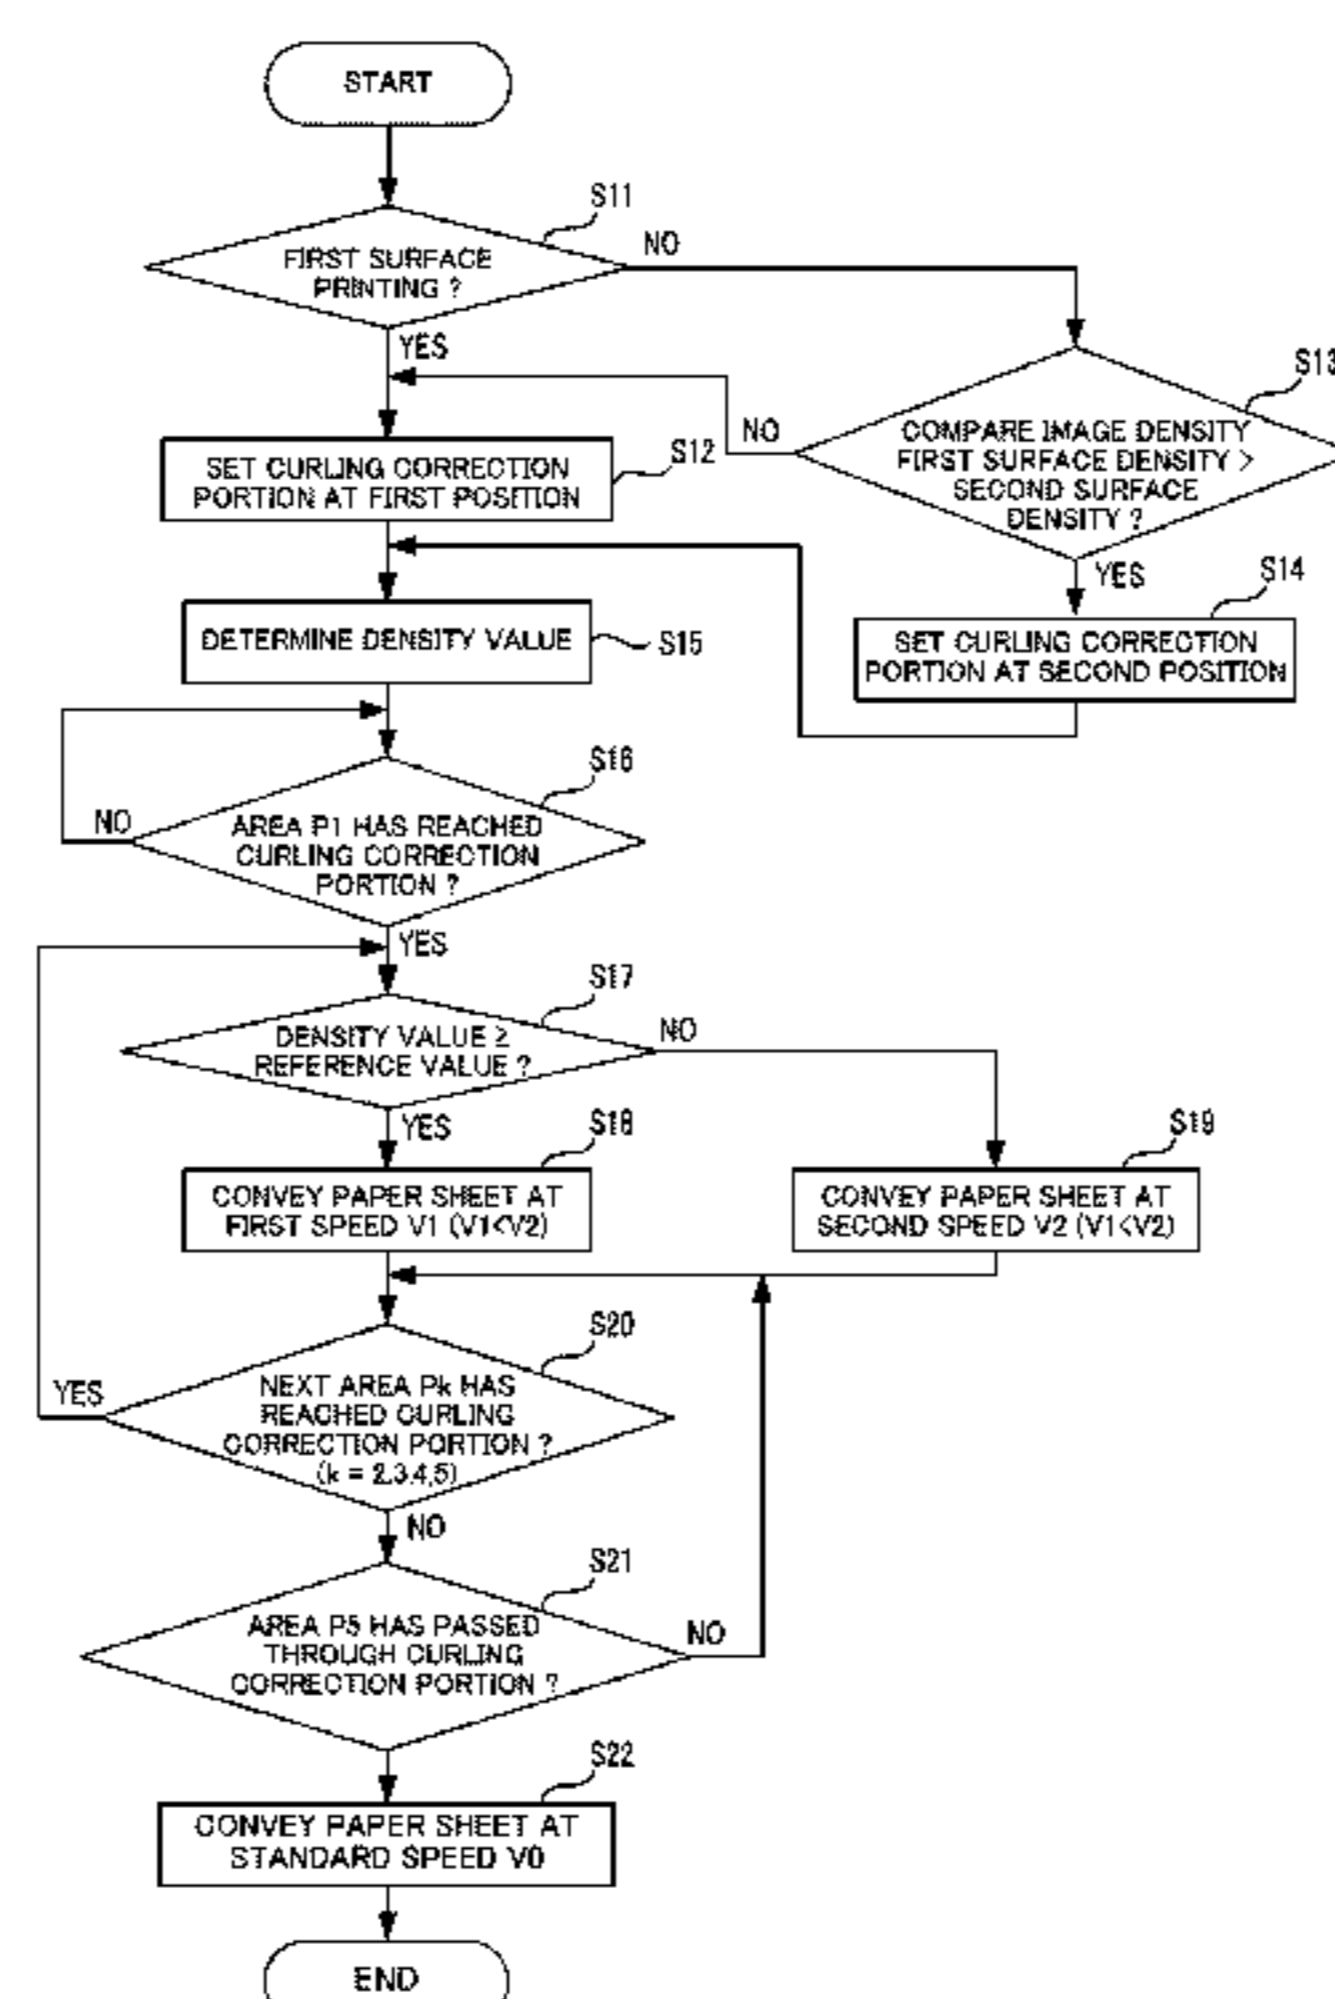 START
S11
FIRST SURFACE
PRINTING ?
NO
YES
S13
COMPARE IMAGE DENSITY
FIRST SURFACE DENSITY >
SECOND SURFACE
DENSITY ?
NO
YES
S12
SET CURLING CORRECTION
PORTION AT FIRST POSITION
S14
SET CURLING CORRECTION
PORTION AT SECOND POSITION
DETERMINE DENSITY VALUE
S15
S16
AREA P1 HAS REACHED
CURLING CORRECTION
PORTION ?
NO
YES
S17
DENSITY VALUE ≥
REFERENCE VALUE ?
NO
YES
S18
CONVEY PAPER SHEET AT
FIRST SPEED V1 (V1<V2)
S19
CONVEY PAPER SHEET AT
SECOND SPEED V2 (V1<V2)
S20
NEXT AREA Pk HAS
REACHED CURLING
CORRECTION PORTION ?
(k = 2,3,4,5)
YES
NO
S21
AREA P5 HAS PASSED
THROUGH CURLING
CORRECTION PORTION ?
NO
S22
CONVEY PAPER SHEET AT
STANDARD SPEED V0
END